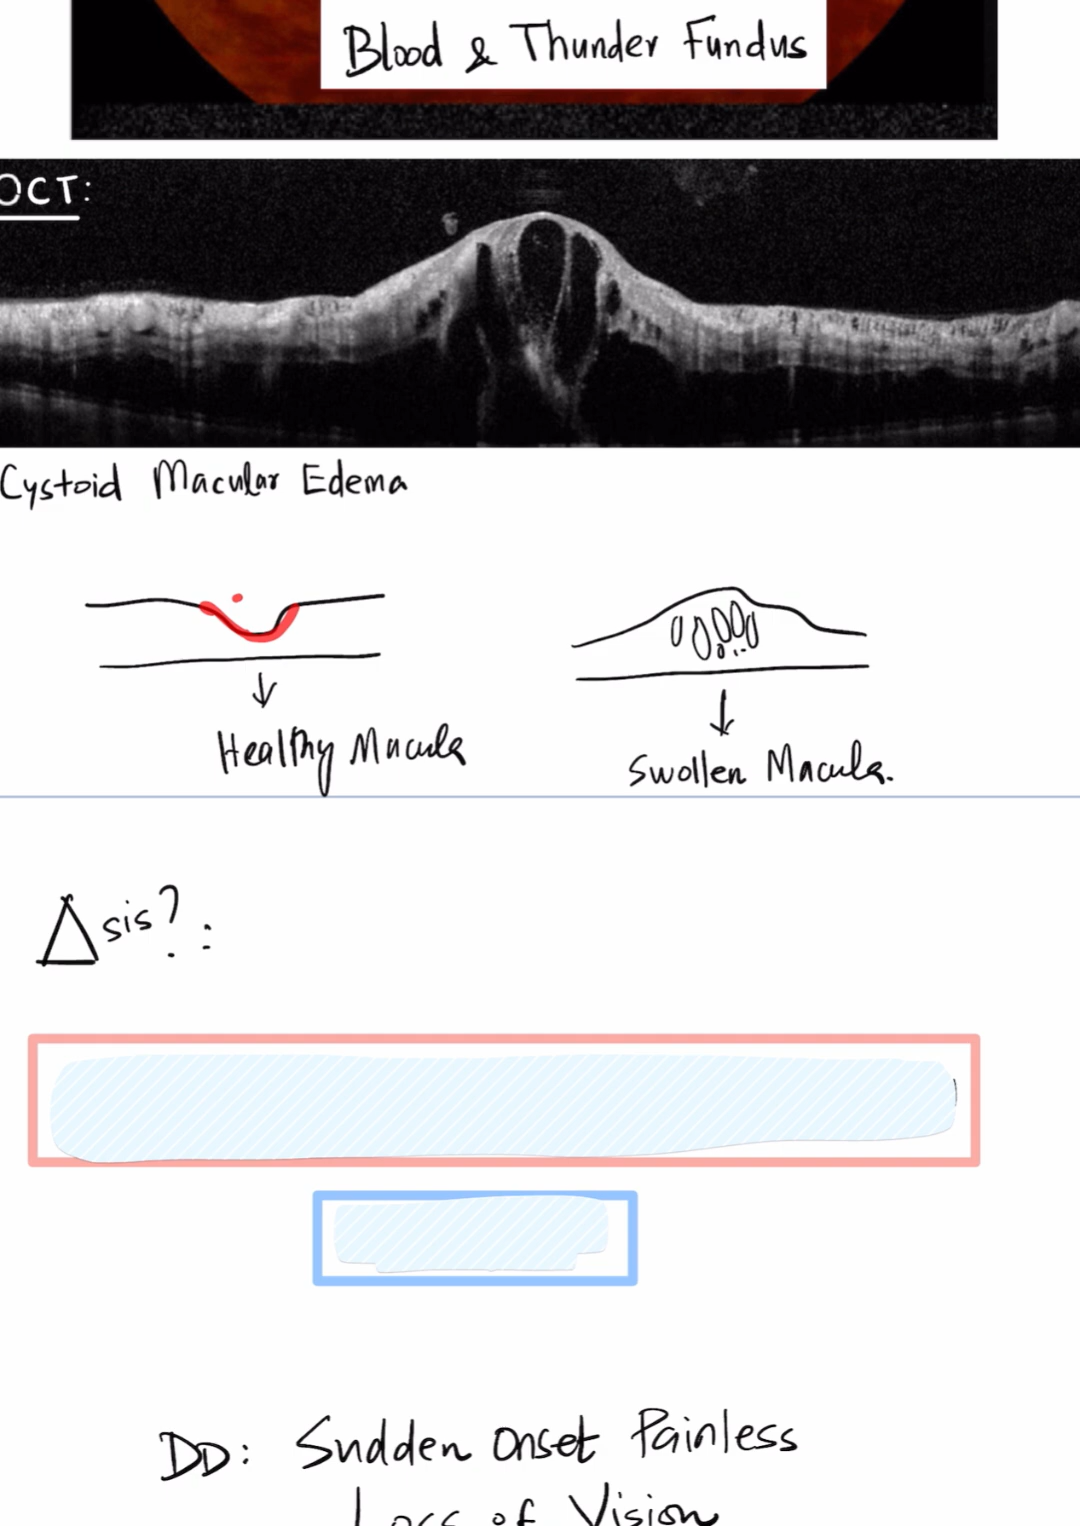 Blood & Thunder Fundus
OCT:
Cystoid Macular Edema
Healthy Macula
Swollen Macula.
Δsis? :
DD: Sudden Onset Painless
Loss of Vision